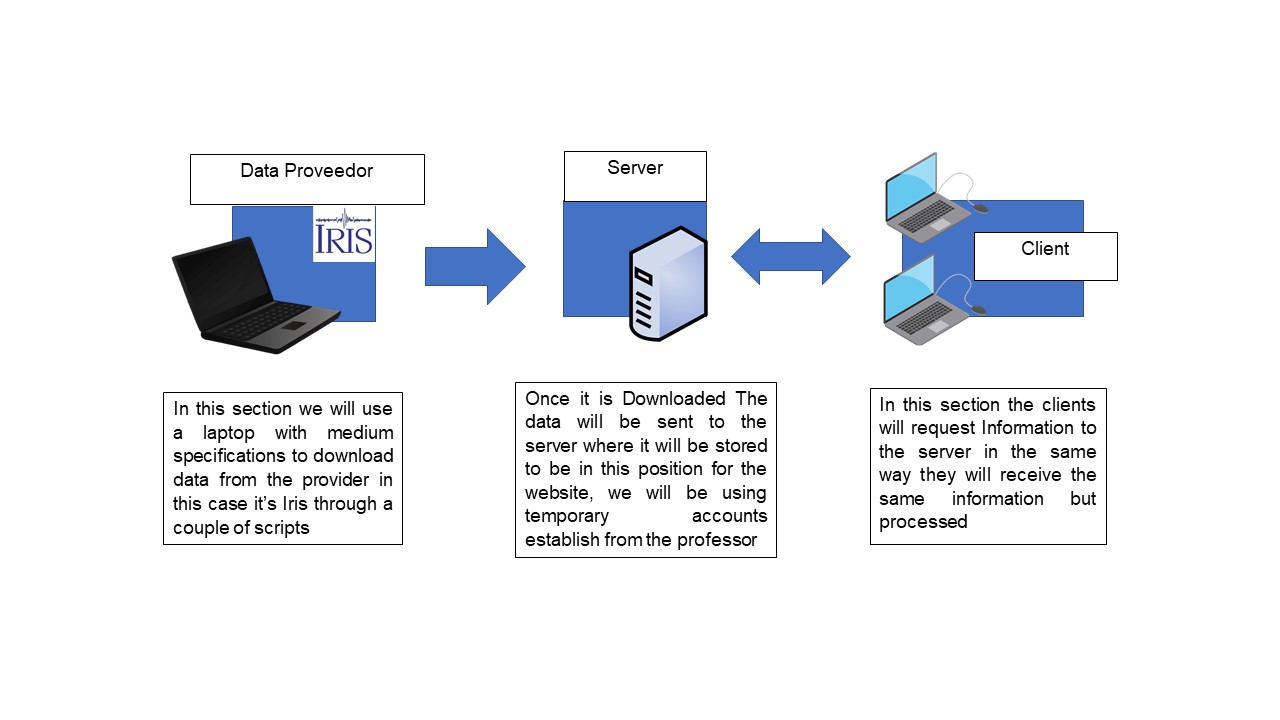 Data Proveedor
IRIS
Server
Client
In this section we will use
a laptop with medium
specifications to download
data from the provider in
this case it’s Iris through a
couple of scripts
Once it is Downloaded The
data will be sent to the
server where it will be stored
to be in this position for the
website, we will be using
temporary accounts
establish from the professor
In this section the clients
will request Information to
the server in the same
way they will receive the
same information but
processed